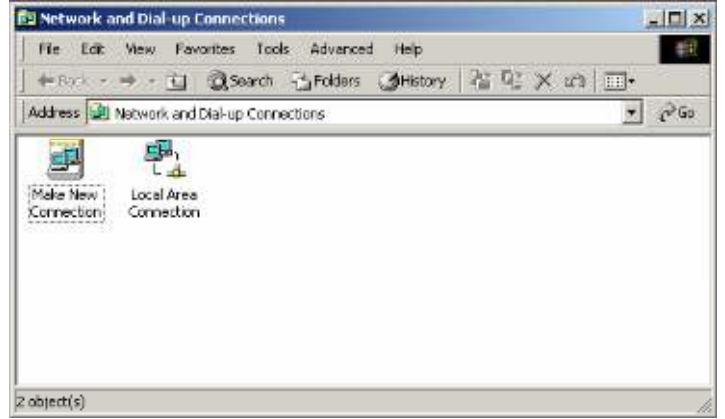 Network and Dial-up Connections
File Edit View Favorites Tools Advanced Help
Back Search Folders History
Address Network and Dial-up Connections Go
Make New Connection
Local Area Connection
2 object(s)